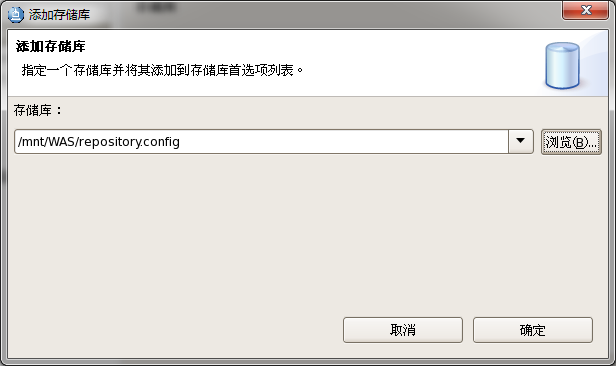 添加存储库
添加存储库
指定一个存储库并将其添加到存储库首选项列表。
存储库：
/mnt/WAS/repository.config
浏览(B)...
取消
确定